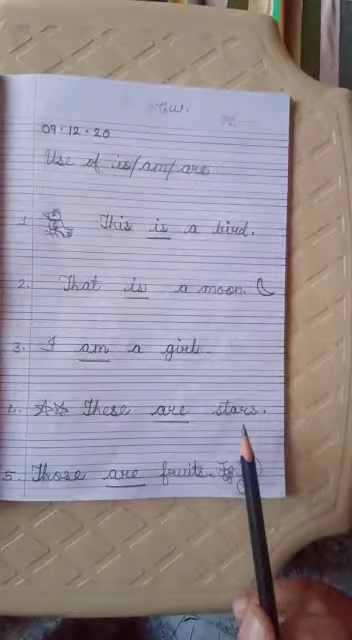 C.W.
09.12.20
Use of is/am/are
1. This is a bird.
2. That is a moon.
3. I am a girl.
4. These are stars.
5. Those are fruits.